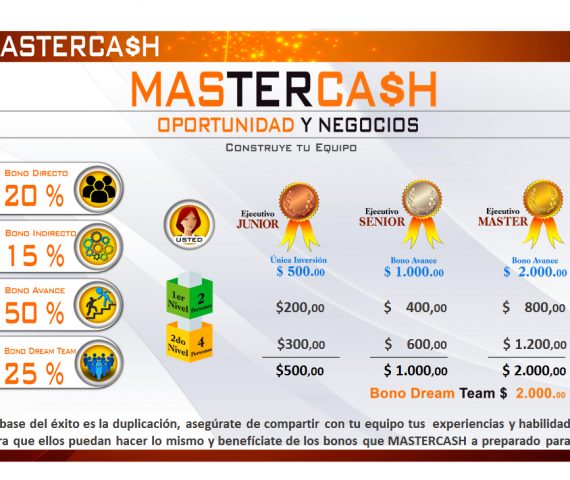 ASTERCA$H
MASTERCA$H
OPORTUNIDAD Y NEGOCIOS
CONSTRUYE TU EQUIPO
BONO DIRECTO
20 %
BONO INDIRECTO
15 %
BONO AVANCE
50 %
BONO DREAM TEAM
25 %
USTED
Ejecutivo
JUNIOR
Ejecutivo
SENIOR
Ejecutivo
MASTER
Única Inversión
$ 500.00
Bono Avance
$ 1.000.00
Bono Avance
$ 2.000.00
1er Nivel
2 Personas
$200,00
$ 400,00
$ 800,00
2do Nivel
4 Personas
$300,00
$ 600,00
$ 1.200,00
$500,00
$ 1.000,00
$ 2.000,00
Bono Dream Team $ 2.000.00
base del éxito es la duplicación, asegúrate de compartir con tu equipo tus experiencias y habilidad
ra que ellos puedan hacer lo mismo y benefíciate de los bonos que MASTERCASH a preparado para